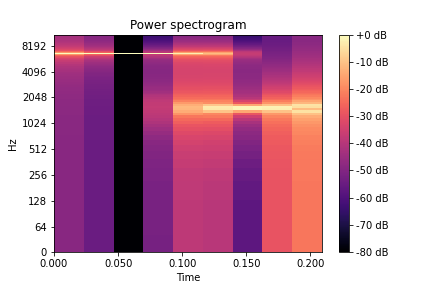 Power spectrogram
Hz
8192
4096
2048
1024
512
256
128
64
0
0.000 0.050 0.100 0.150 0.200
Time
+0 dB
-10 dB
-20 dB
-30 dB
-40 dB
-50 dB
-60 dB
-70 dB
-80 dB